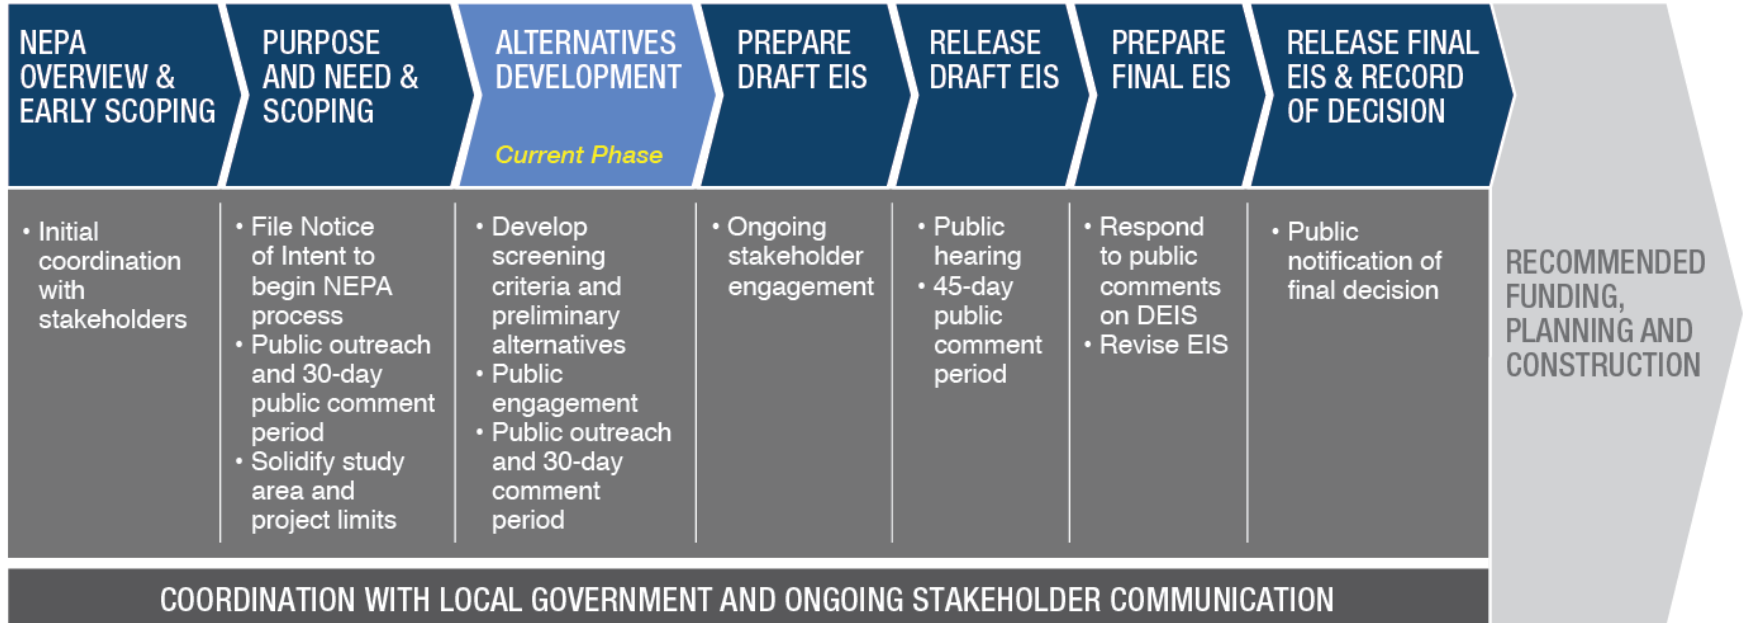 NEPA
OVERVIEW &
EARLY SCOPING
PURPOSE
AND NEED &
SCOPING
ALTERNATIVES
DEVELOPMENT
Current Phase
PREPARE
DRAFT EIS
RELEASE
DRAFT EIS
PREPARE
FINAL EIS
RELEASE FINAL
EIS & RECORD
OF DECISION
• Initial
coordination
with
stakeholders
• File Notice
of Intent to
begin NEPA
process
• Public outreach
and 30-day
public comment
period
• Solidify study
area and
project limits
• Develop
screening
criteria and
preliminary
alternatives
• Public
engagement
• Public outreach
and 30-day
comment
period
• Ongoing
stakeholder
engagement
• Public
hearing
• 45-day
public
comment
period
• Respond
to public
comments
on DEIS
• Revise EIS
• Public
notification of
final decision
RECOMMENDED
FUNDING,
PLANNING AND
CONSTRUCTION
COORDINATION WITH LOCAL GOVERNMENT AND ONGOING STAKEHOLDER COMMUNICATION